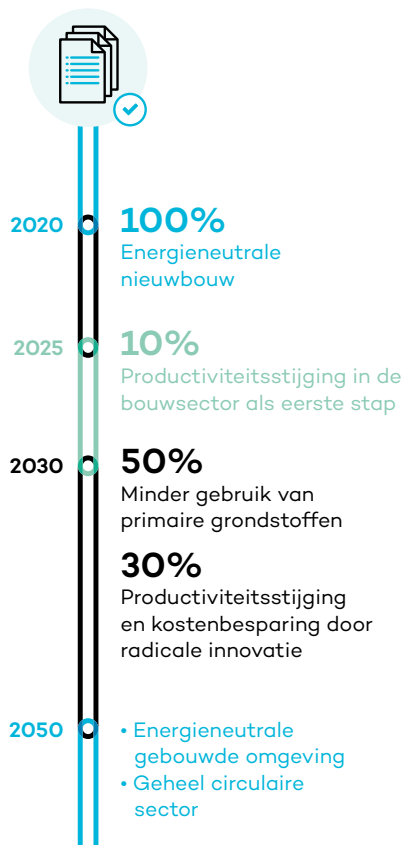 2020
100%
Energieneutrale
nieuwbouw
2025
10%
Productiviteitsstijging in de
bouwsector als eerste stap
2030
50%
Minder gebruik van
primaire grondstoffen
30%
Productiviteitsstijging
en kostenbesparing door
radicale innovatie
2050
• Energieneutrale
gebouwde omgeving
• Geheel circulaire
sector